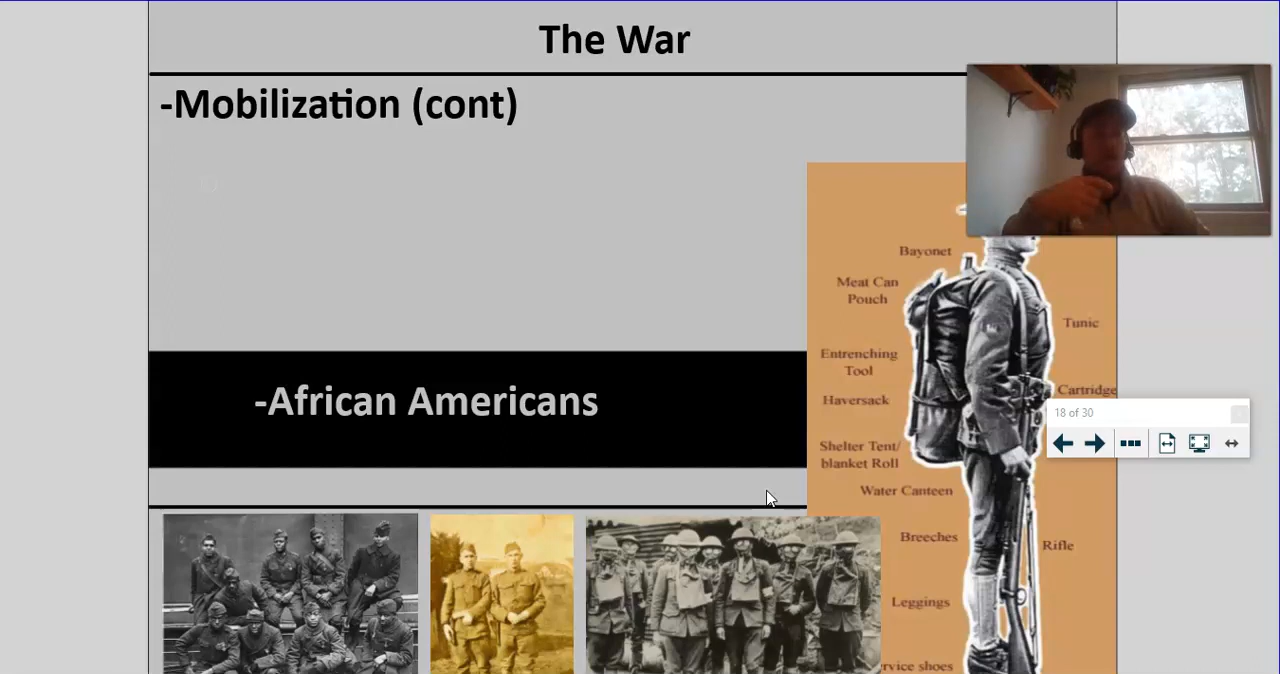 The War
-Mobilization (cont)
Bayonet
Meat Can
Pouch
Tunic
Entrenching
Tool
Cartridge
Haversack
-African Americans
18 of 30
Shelter Tent/
blanket Roll
Water Canteen
Breeches
Rifle
Leggings
rvice shoes